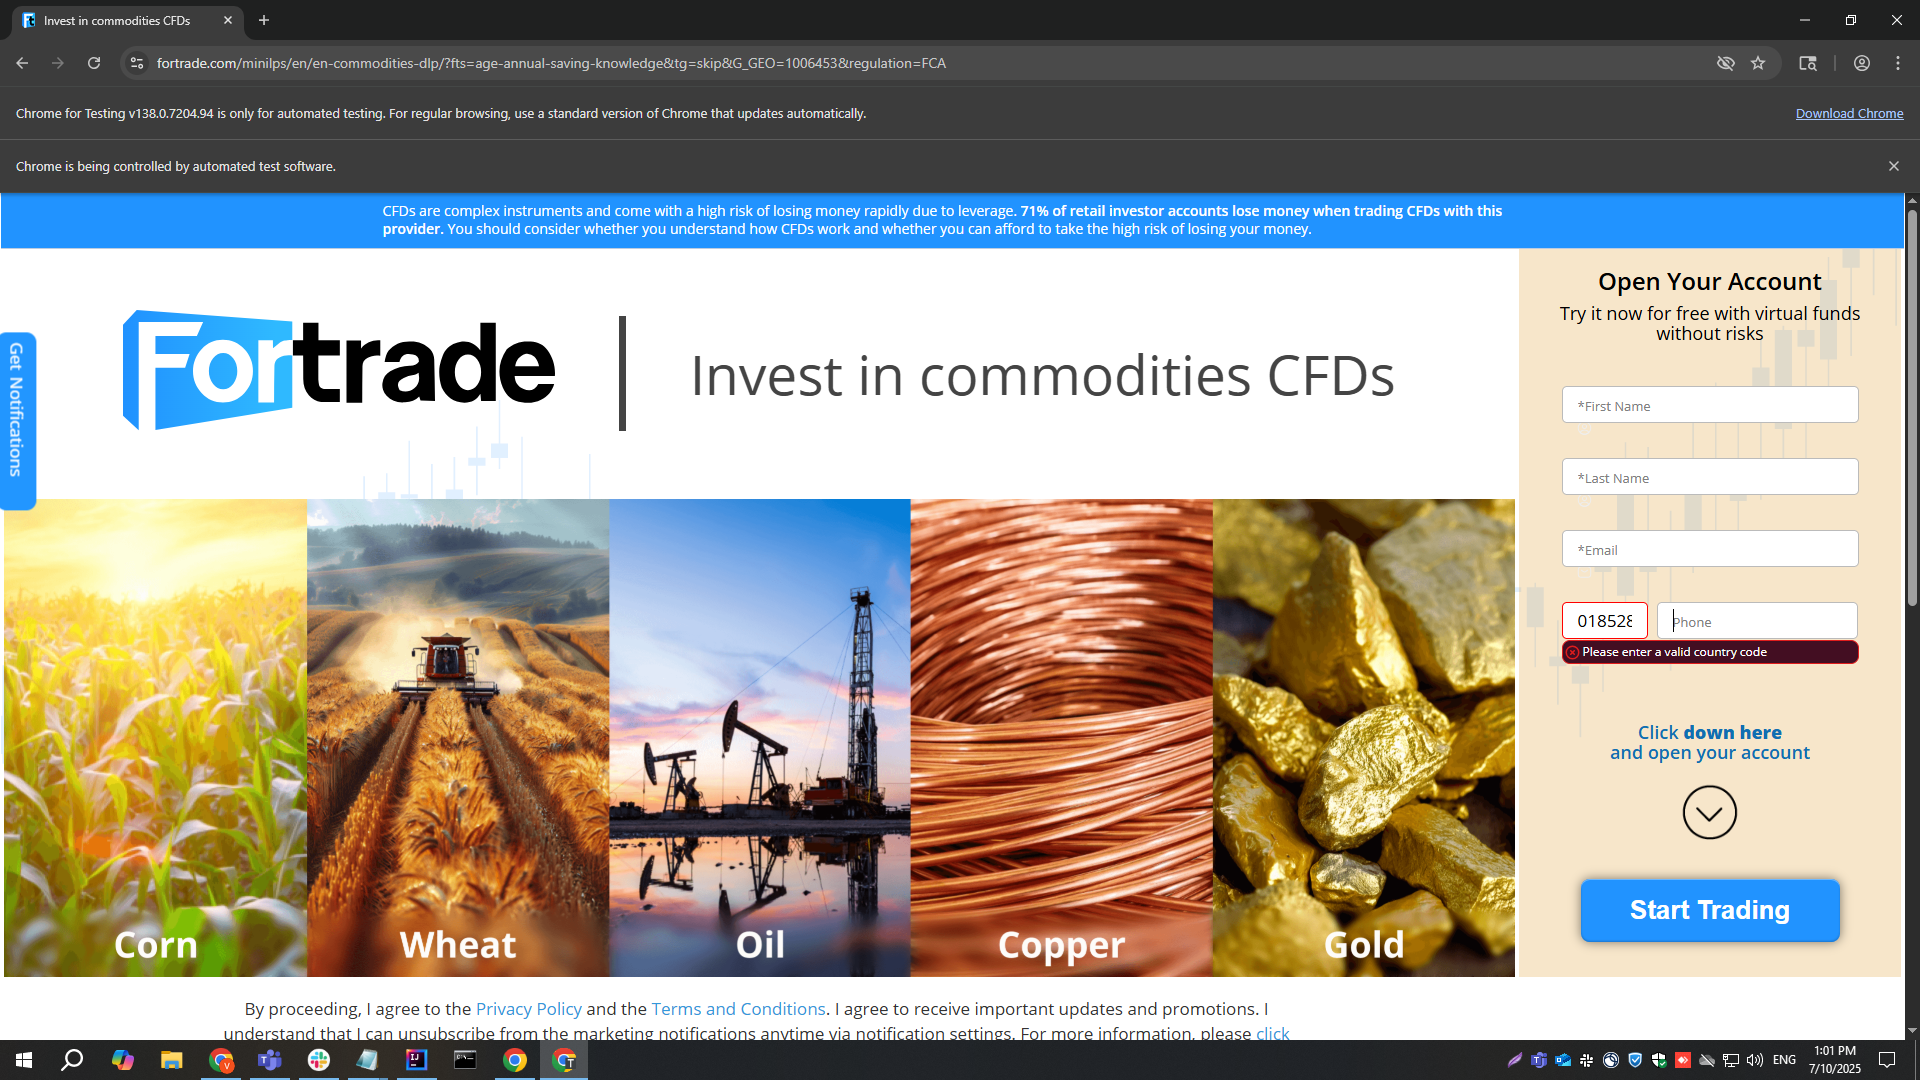 Invest in commodities CFDs
fortrade.com/minilps/en/en-commodities-dlp/?fts=age-annual-saving-knowledge&tg=skip&G_GEO=1006453&regulation=FCA
Chrome for Testing v138.0.7204.94 is only for automated testing. For regular browsing, use a standard version of Chrome that updates automatically.
Download Chrome
Chrome is being controlled by automated test software.
CFDs are complex instruments and come with a high risk of losing money rapidly due to leverage. 71% of retail investor accounts lose money when trading CFDs with this
provider. You should consider whether you understand how CFDs work and whether you can afford to take the high risk of losing your money.
Get Notifications
Fortrade
Invest in commodities CFDs
Open Your Account
Try it now for free with virtual funds
without risks
*First Name
*Last Name
*Email
018528
Phone
Please enter a valid country code
Click down here
and open your account
Start Trading
Corn
Wheat
Oil
Copper
Gold
By proceeding, I agree to the Privacy Policy and the Terms and Conditions. I agree to receive important updates and promotions. I
understand that I can unsubscribe from the marketing notifications anytime via notification settings. For more information, please click
ENG
1:01 PM
7/10/2025